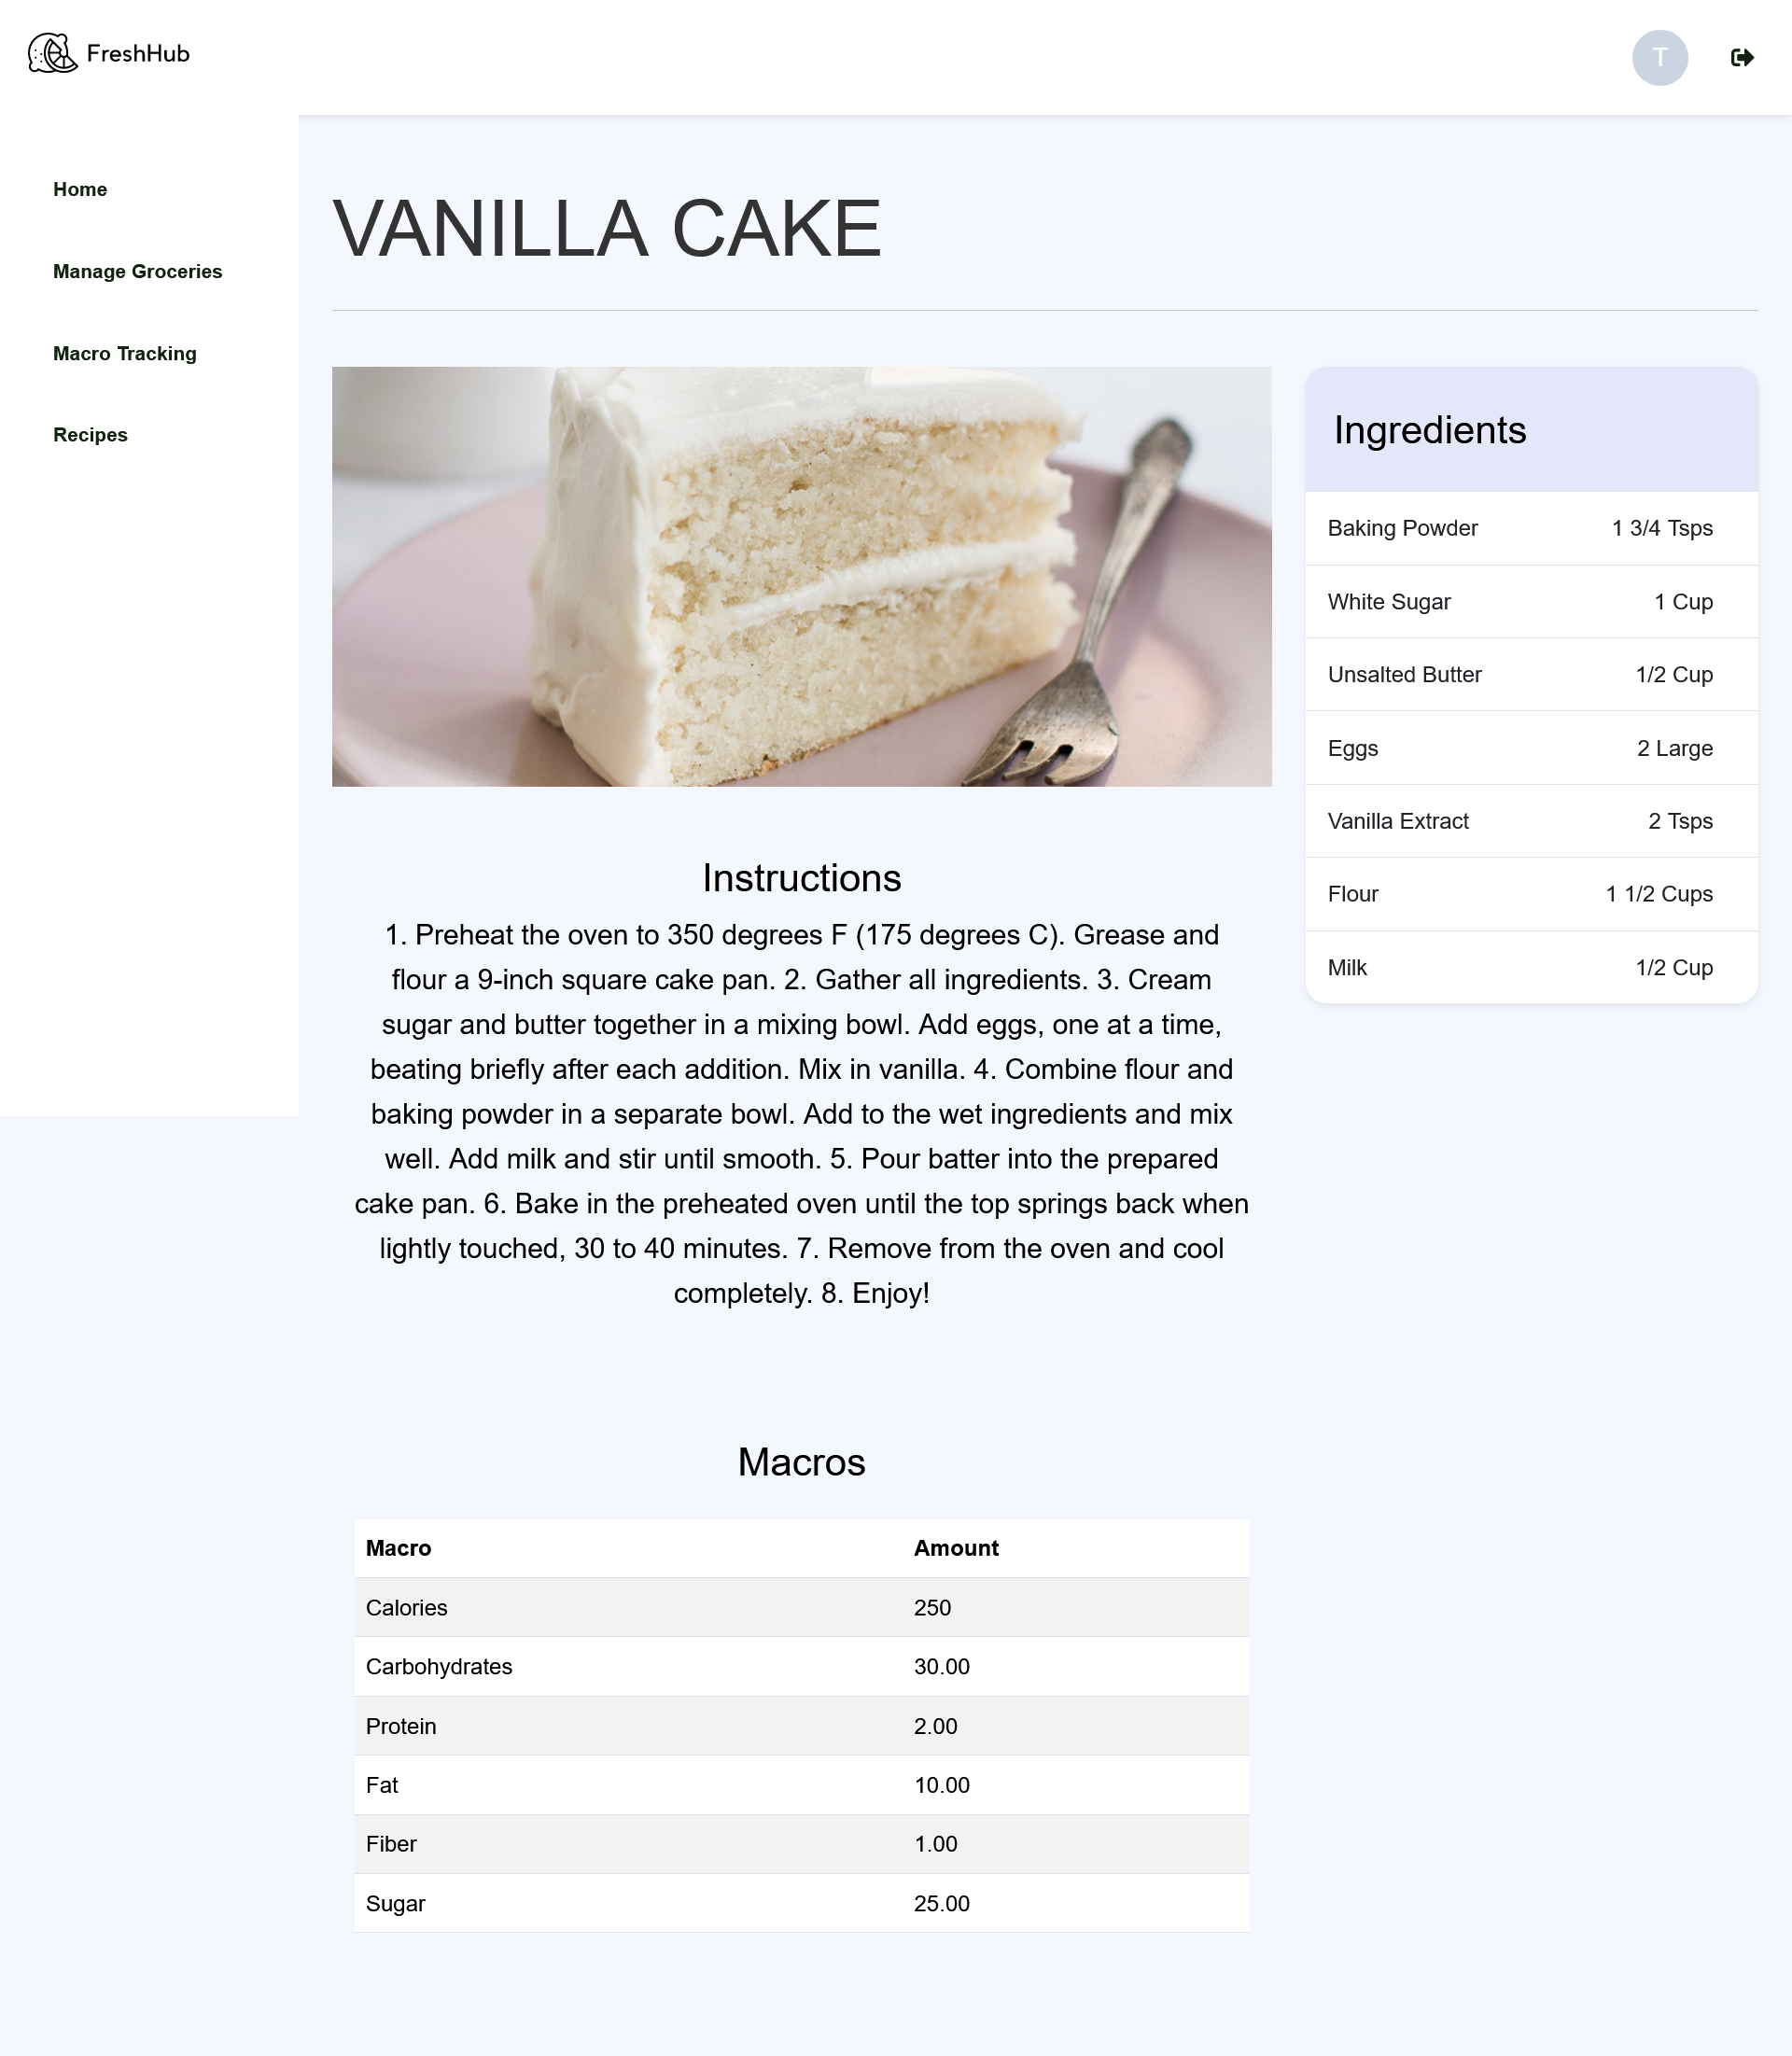 FreshHub
T
Home
Manage Groceries
Macro Tracking
Recipes
VANILLA CAKE
Ingredients
Baking Powder 1 3/4 Tsps
White Sugar 1 Cup
Unsalted Butter 1/2 Cup
Eggs 2 Large
Vanilla Extract 2 Tsps
Flour 1 1/2 Cups
Milk 1/2 Cup
Instructions
1. Preheat the oven to 350 degrees F (175 degrees C). Grease and
flour a 9-inch square cake pan. 2. Gather all ingredients. 3. Cream
sugar and butter together in a mixing bowl. Add eggs, one at a time,
beating briefly after each addition. Mix in vanilla. 4. Combine flour and
baking powder in a separate bowl. Add to the wet ingredients and mix
well. Add milk and stir until smooth. 5. Pour batter into the prepared
cake pan. 6. Bake in the preheated oven until the top springs back when
lightly touched, 30 to 40 minutes. 7. Remove from the oven and cool
completely. 8. Enjoy!
Macros
Macro Amount
Calories 250
Carbohydrates 30.00
Protein 2.00
Fat 10.00
Fiber 1.00
Sugar 25.00